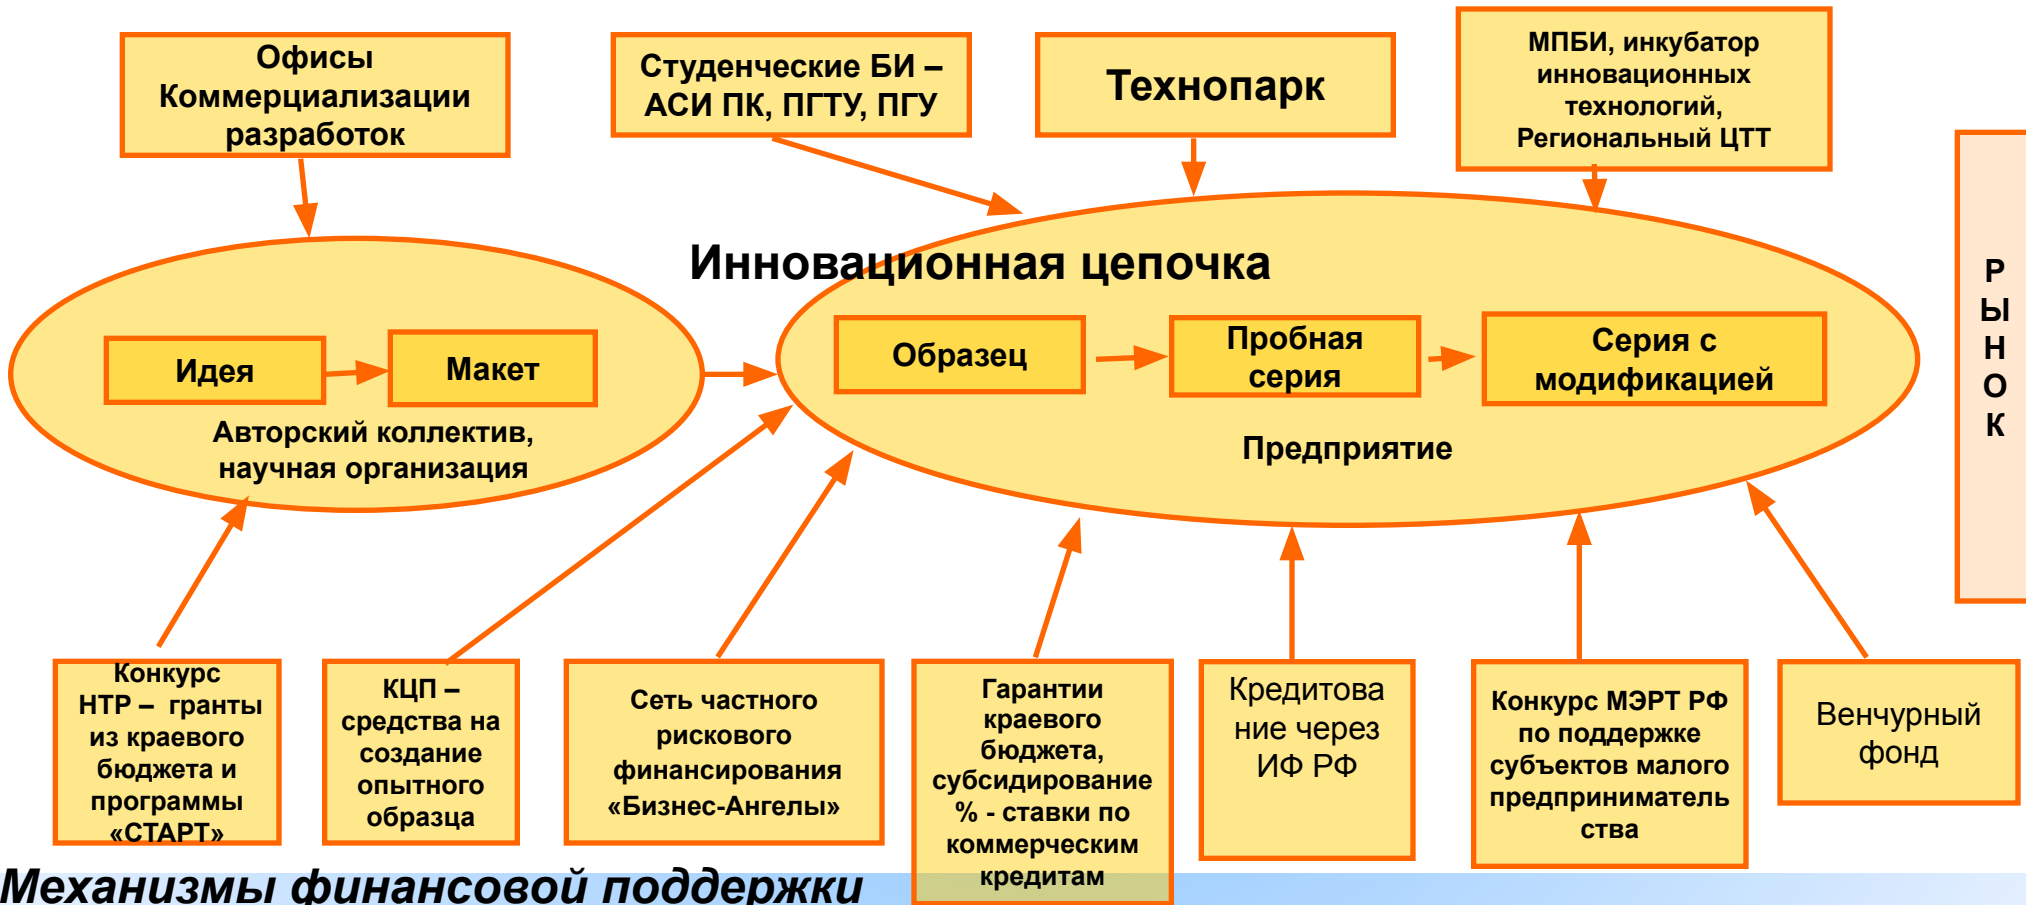 Офисы
Коммерциализации
разработок
Студенческие БИ –
АСИ ПК, ПГТУ, ПГУ
Технопарк
МПБИ, инкубатор
инновационных
технологий,
Региональный ЦТТ
Р
Ы
Н
О
К
Инновационная цепочка
Идея
Макет
Авторский коллектив,
научная организация
Образец
Пробная
серия
Серия с
модификацией
Предприятие
Конкурс
НТР – гранты
из краевого
бюджета и
программы
«СТАРТ»
КЦП –
средства на
создание
опытного
образца
Сеть частного
рискового
финансирования
«Бизнес-Ангелы»
Гарантии
краевого
бюджета,
субсидирование
% - ставки по
коммерческим
кредитам
Кредитова
ние через
ИФ РФ
Конкурс МЭРТ РФ
по поддержке
субъектов малого
предприниматель
ства
Венчурный
фонд
Механизмы финансовой поддержки